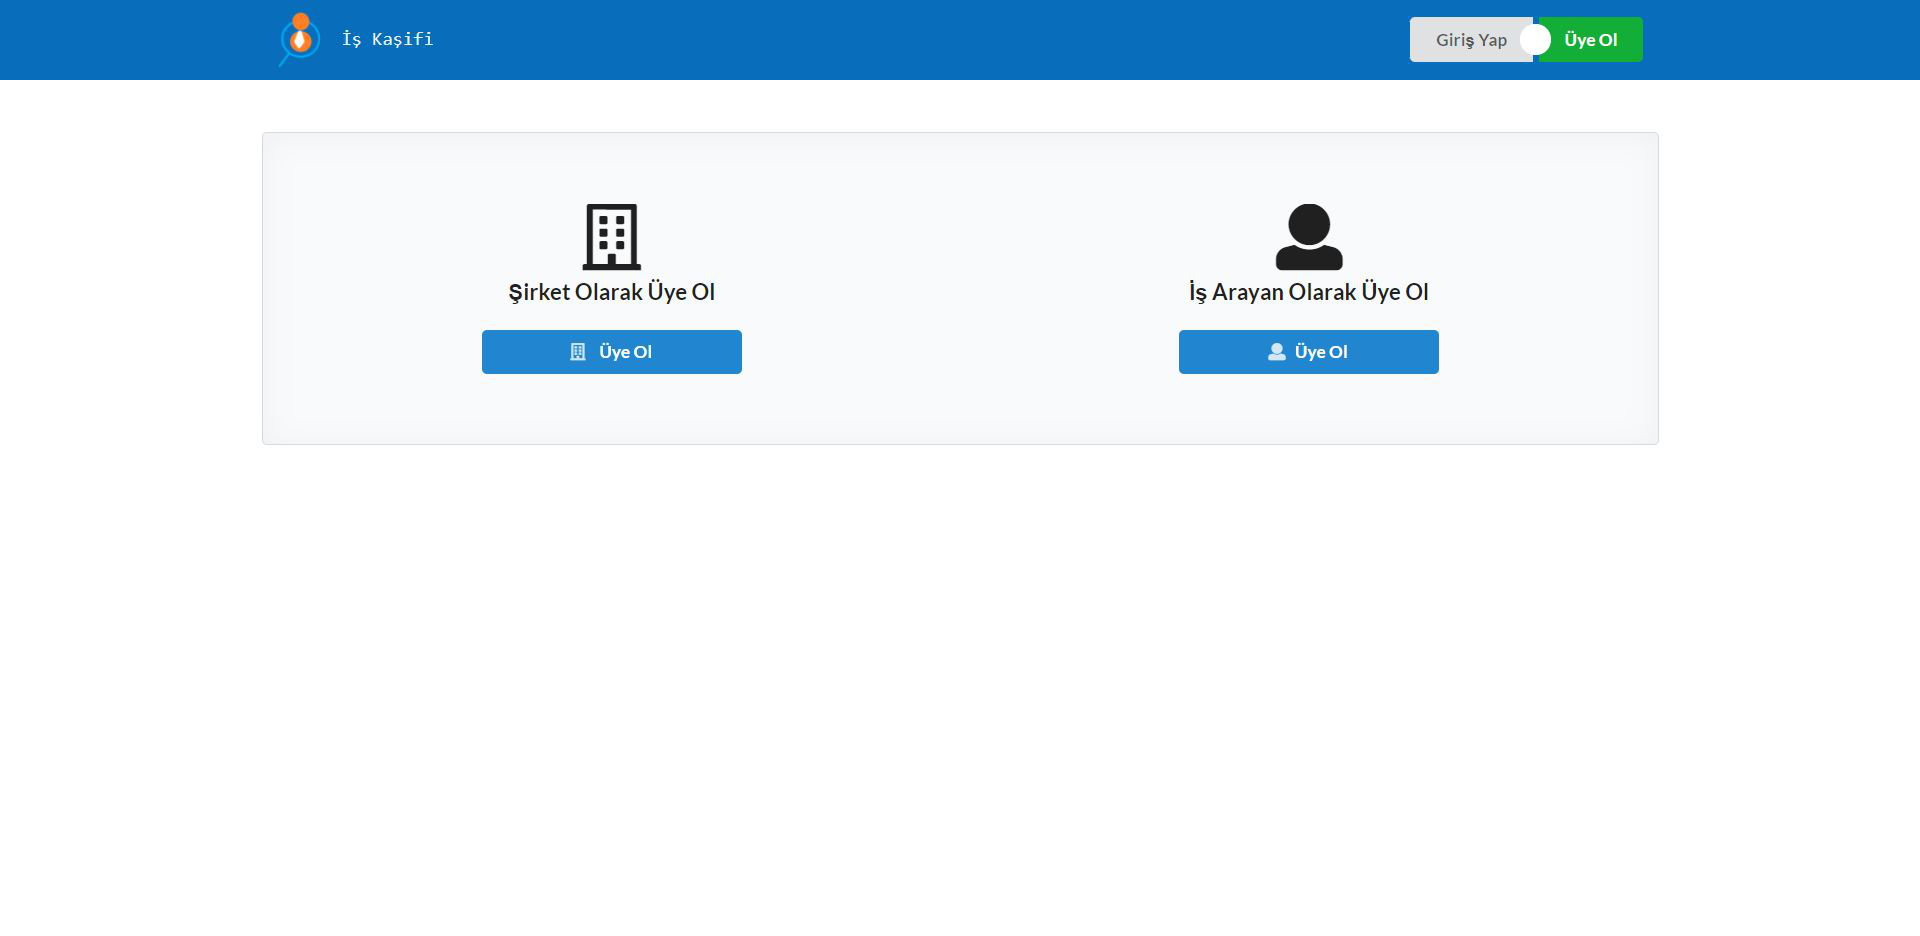 İş Kaşifi
Giriş Yap
Üye Ol
Şirket Olarak Üye Ol
İş Arayan Olarak Üye Ol
Üye Ol
Üye Ol